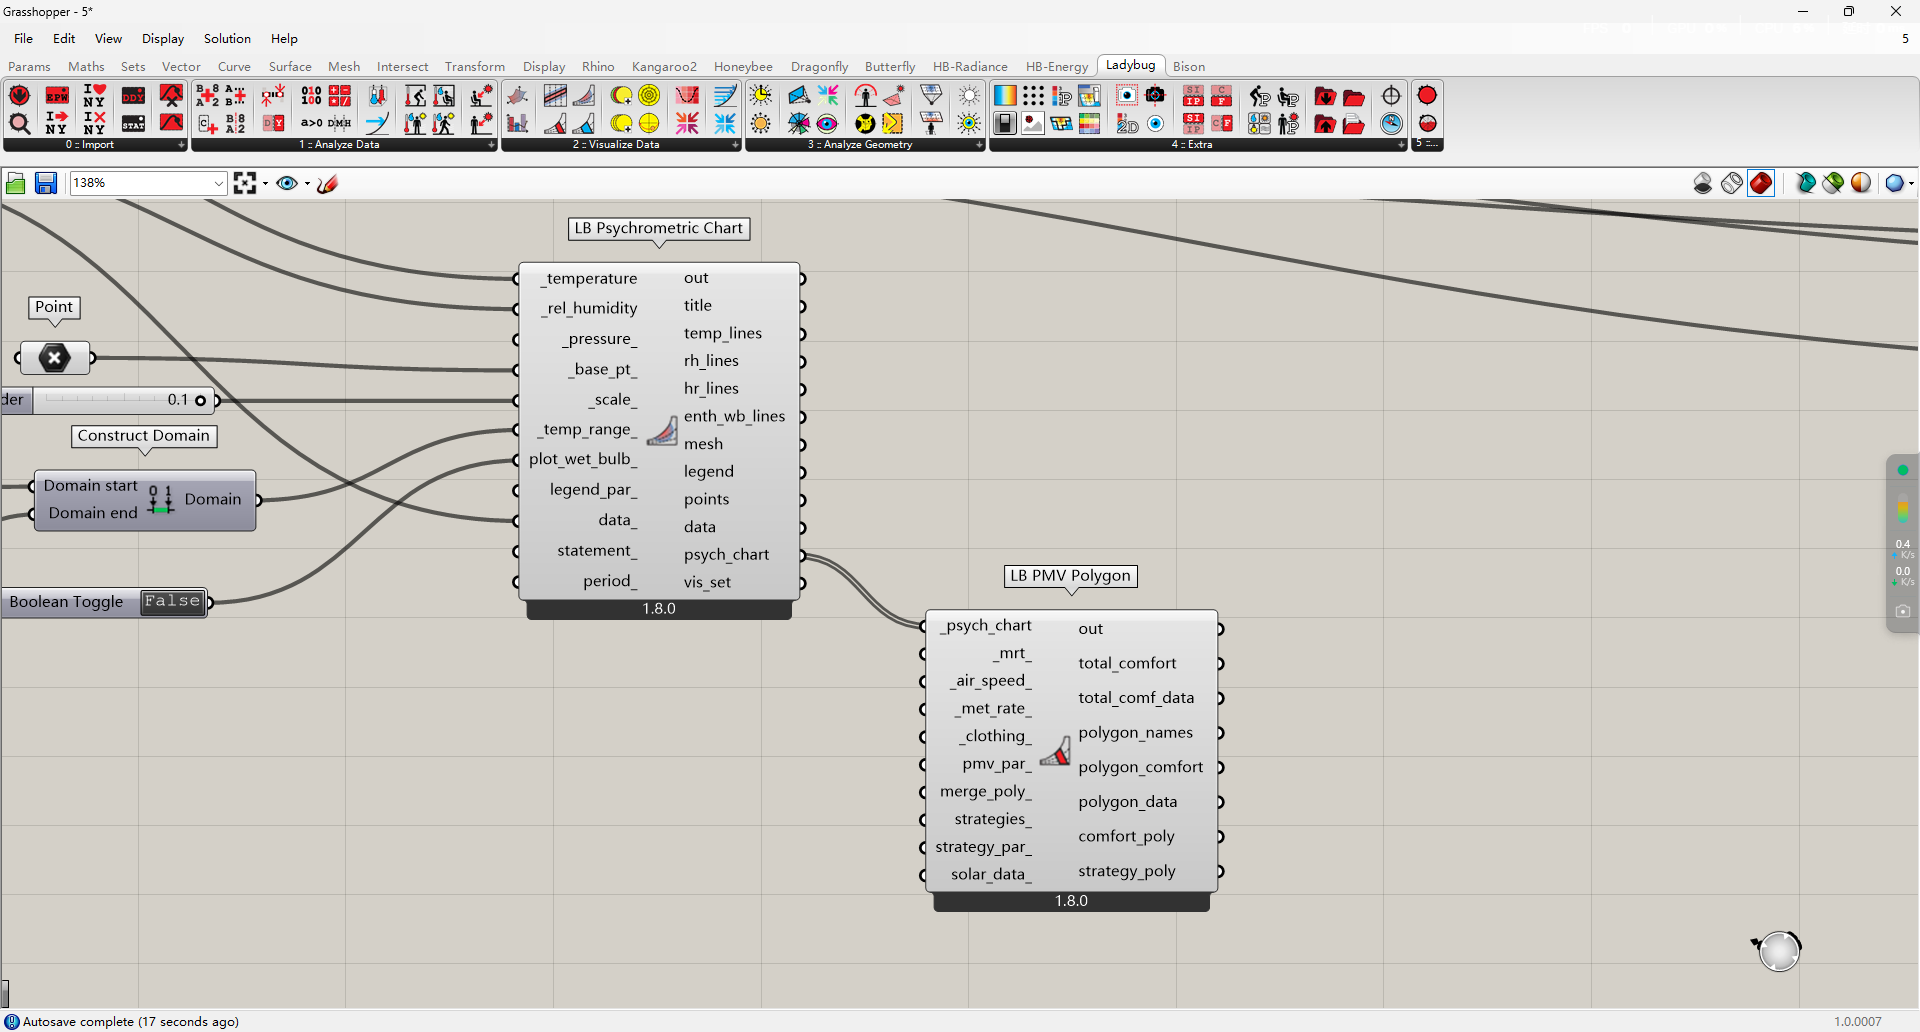 Grasshopper - 5*
File Edit View Display Solution Help 5
Params Maths Sets Vector Curve Surface Mesh Intersect Transform Display Rhino Kangaroo2 Honeybee Dragonfly Butterfly HB-Radiance HB-Energy Ladybug Bison
0 :: Import 1 :: Analyze Data 2 :: Visualize Data 3 :: Analyze Geometry 4 :: Extra 5 ::...
138%
LB Psychrometric Chart
_temperature
_rel_humidity
_pressure_
_base_pt_
_scale_
_temp_range_
plot_wet_bulb_
legend_par_
data_
statement_
period_
out
title
temp_lines
rh_lines
hr_lines
enth_wb_lines
mesh
legend
points
data
psych_chart
vis_set
1.8.0
Point
der 0.1
Construct Domain
Domain start
Domain end
0 1
Domain
Boolean Toggle False
LB PMV Polygon
_psych_chart
_mrt_
_air_speed_
_met_rate_
_clothing_
pmv_par_
merge_poly_
strategies_
strategy_par_
solar_data_
out
total_comfort
total_comf_data
polygon_names
polygon_comfort
polygon_data
comfort_poly
strategy_poly
1.8.0
0.4
K/s
0.0
K/s
Autosave complete (17 seconds ago)
1.0.0007